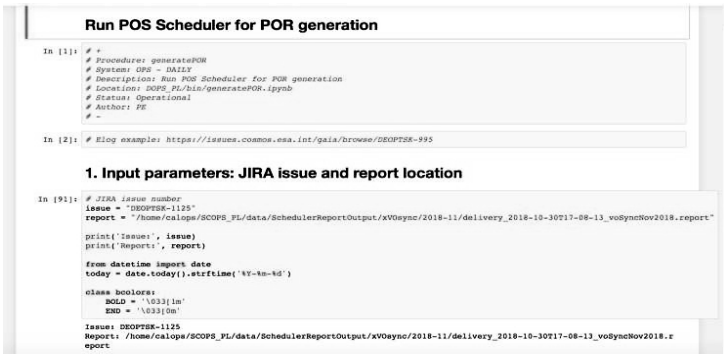 Run POS Scheduler for POR generation
In [1]: # +
# Procedure: generatePOR
# System: OPS - DAILY
# Description: Run POS Scheduler for POR generation
# Location: DOPS_PL/bin/generatePOR.ipynb
# Status: Operational
# Author: PE
# -
In [2]: # Elog example: https://issues.cosmos.esa.int/gaia/browse/DEOPTSK-995
1. Input parameters: JIRA issue and report location
In [91]: # JIRA issue number
issue = "DEOPTSK-1125"
report = "/home/calops/SCOPS_PL/data/SchedulerReportOutput/xVOsync/2018-11/delivery_2018-10-30T17-08-13_voSyncNov2018.report"
print('Issue:', issue)
print('Report:', report)
from datetime import date
today = date.today().strftime('%Y-%m-%d')
class bcolors:
BOLD = '\033[1m'
END = '\033[0m'
Issue: DEOPTSK-1125
Report: /home/calops/SCOPS_PL/data/SchedulerReportOutput/xVOsync/2018-11/delivery_2018-10-30T17-08-13_voSyncNov2018.r
eport